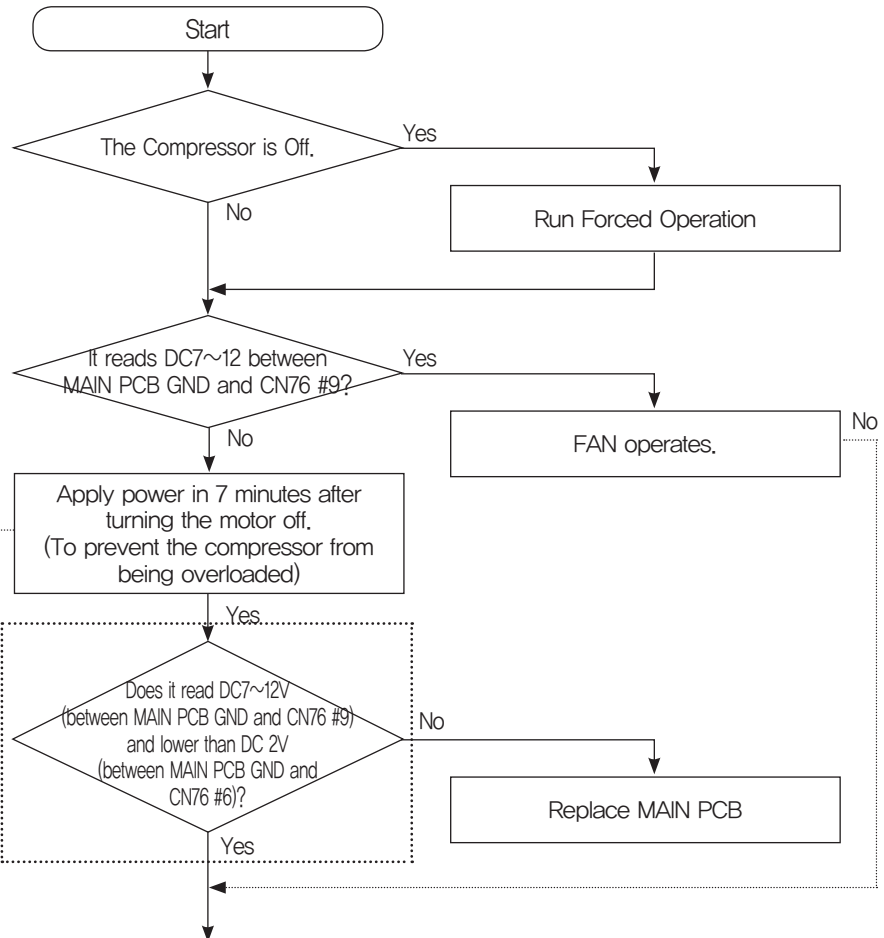 Start
The Compressor is Off.
Yes
No
Run Forced Operation
It reads DC7~12 between
MAIN PCB GND and CN76 #9?
Yes
No
FAN operates.
No
Apply power in 7 minutes after
turning the motor off.
(To prevent the compressor from
being overloaded)
Yes
Does it read DC7~12V
(between MAIN PCB GND and CN76 #9)
and lower than DC 2V
(between MAIN PCB GND and
CN76 #6)?
No
Replace MAIN PCB
Yes